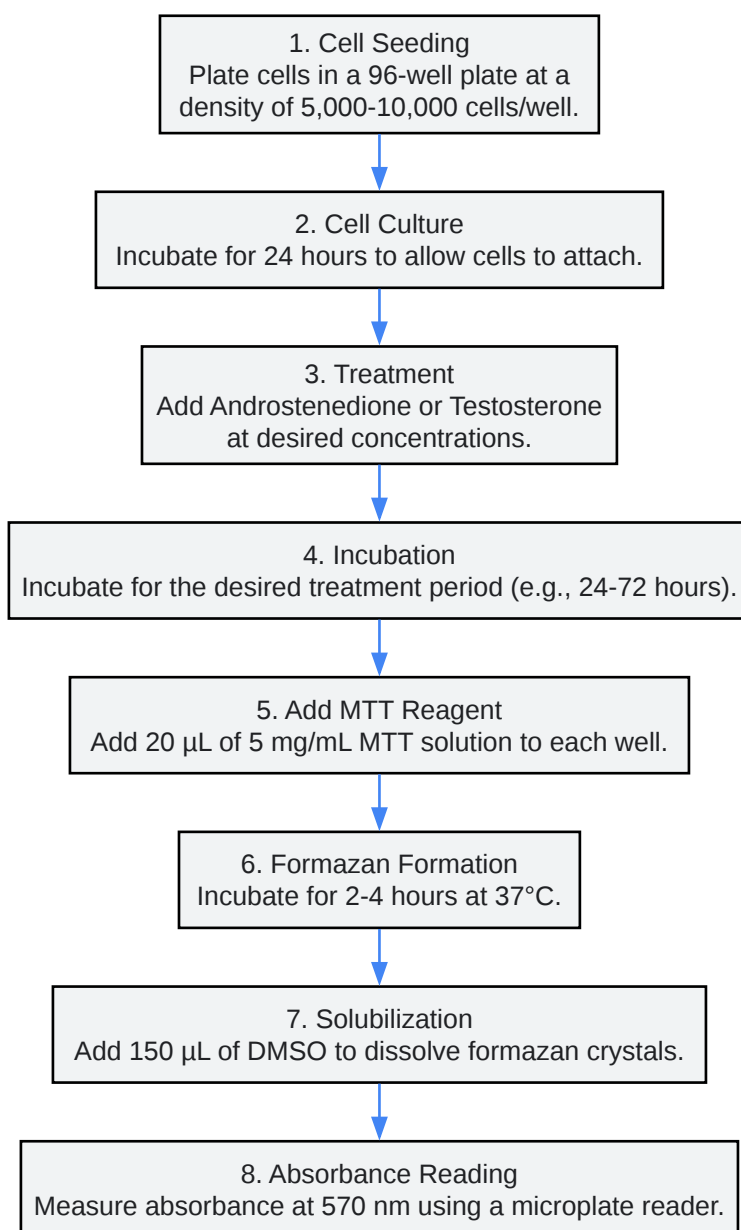 1. Cell Seeding
Plate cells in a 96-well plate at a
density of 5,000-10,000 cells/well.
2. Cell Culture
Incubate for 24 hours to allow cells to attach.
3. Treatment
Add Androstenedione or Testosterone
at desired concentrations.
4. Incubation
Incubate for the desired treatment period (e.g., 24-72 hours).
5. Add MTT Reagent
Add 20 µL of 5 mg/mL MTT solution to each well.
6. Formazan Formation
Incubate for 2-4 hours at 37°C.
7. Solubilization
Add 150 µL of DMSO to dissolve formazan crystals.
8. Absorbance Reading
Measure absorbance at 570 nm using a microplate reader.